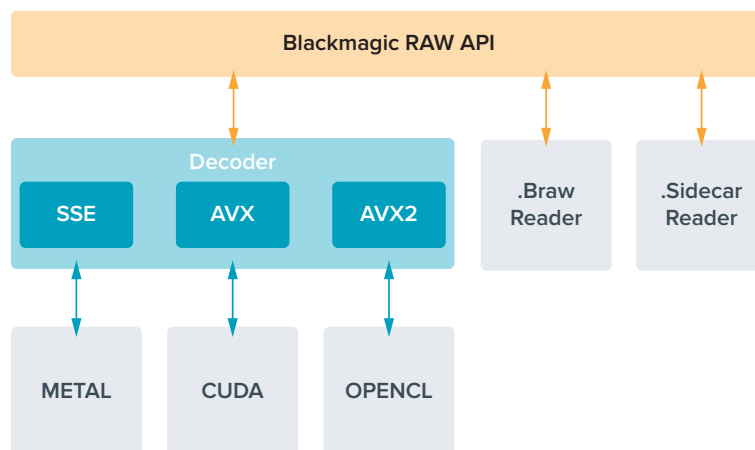 Blackmagic RAW API
Decoder
SSE
AVX
AVX2
.Braw
Reader
.Sidecar
Reader
METAL
CUDA
OPENCL